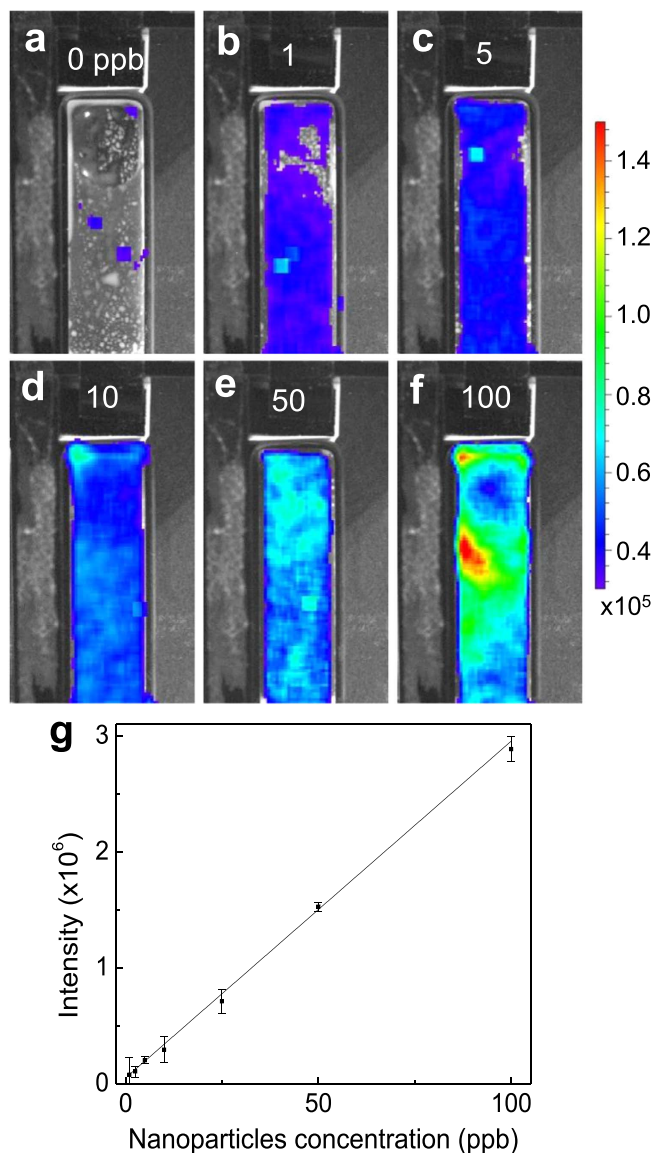 a
0 ppb
b
1
c
5
1.4
1.2
1.0
0.8
0.6
0.4
x10⁵
d
10
e
50
f
100
g
3
2
1
0
Intensity (x10⁶)
0
50
100
Nanoparticles concentration (ppb)